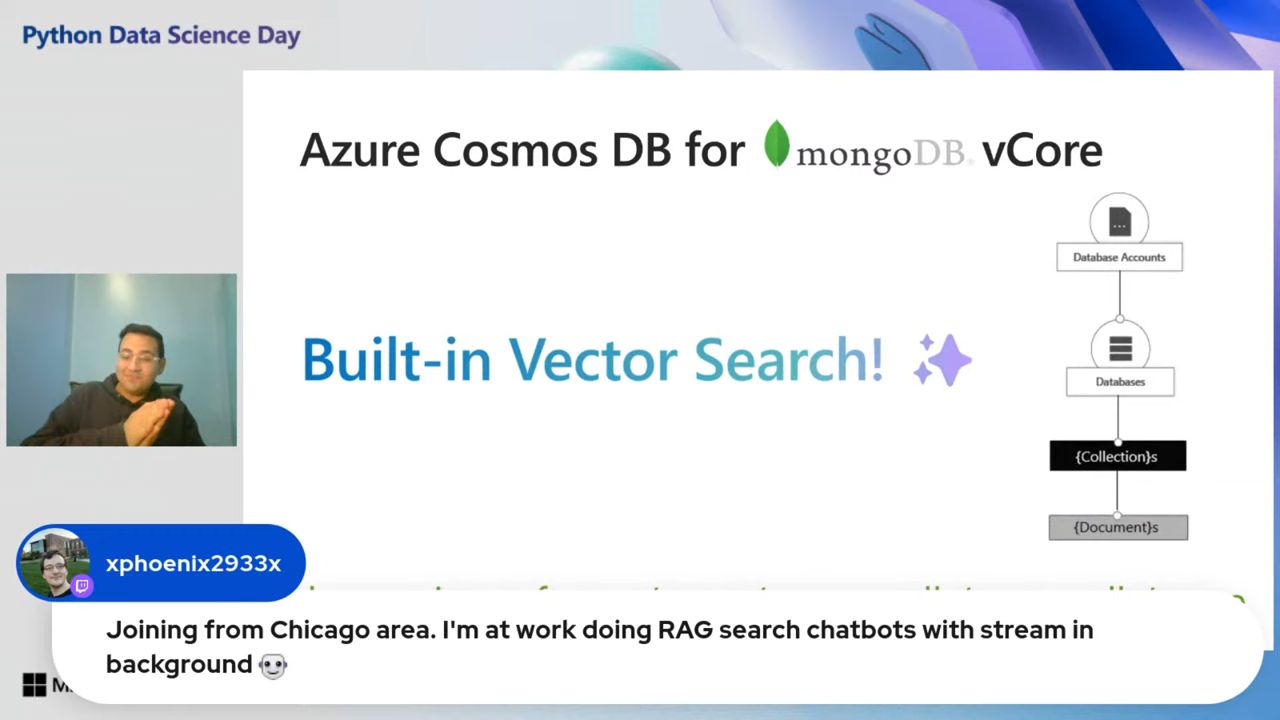 Python Data Science Day
Azure Cosmos DB for mongoDB® vCore
Database Accounts
Built-in Vector Search!
Databases
{Collection}s
{Document}s
xphoenix2933x
Joining from Chicago area. I'm at work doing RAG search chatbots with stream in
background